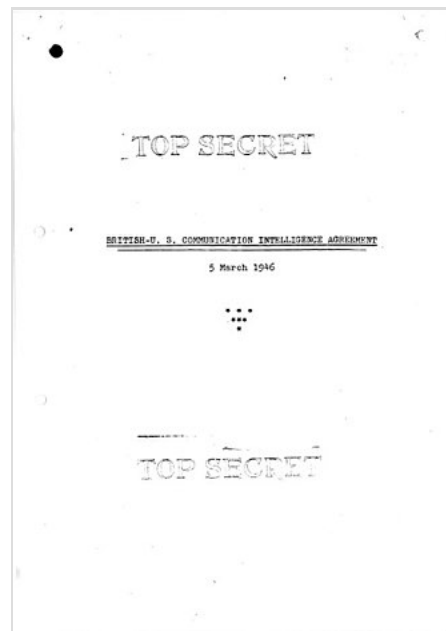 TOP SECRET
BRITISH-U. S. COMMUNICATION INTELLIGENCE AGREEMENT
5 March 1946
TOP SECRET